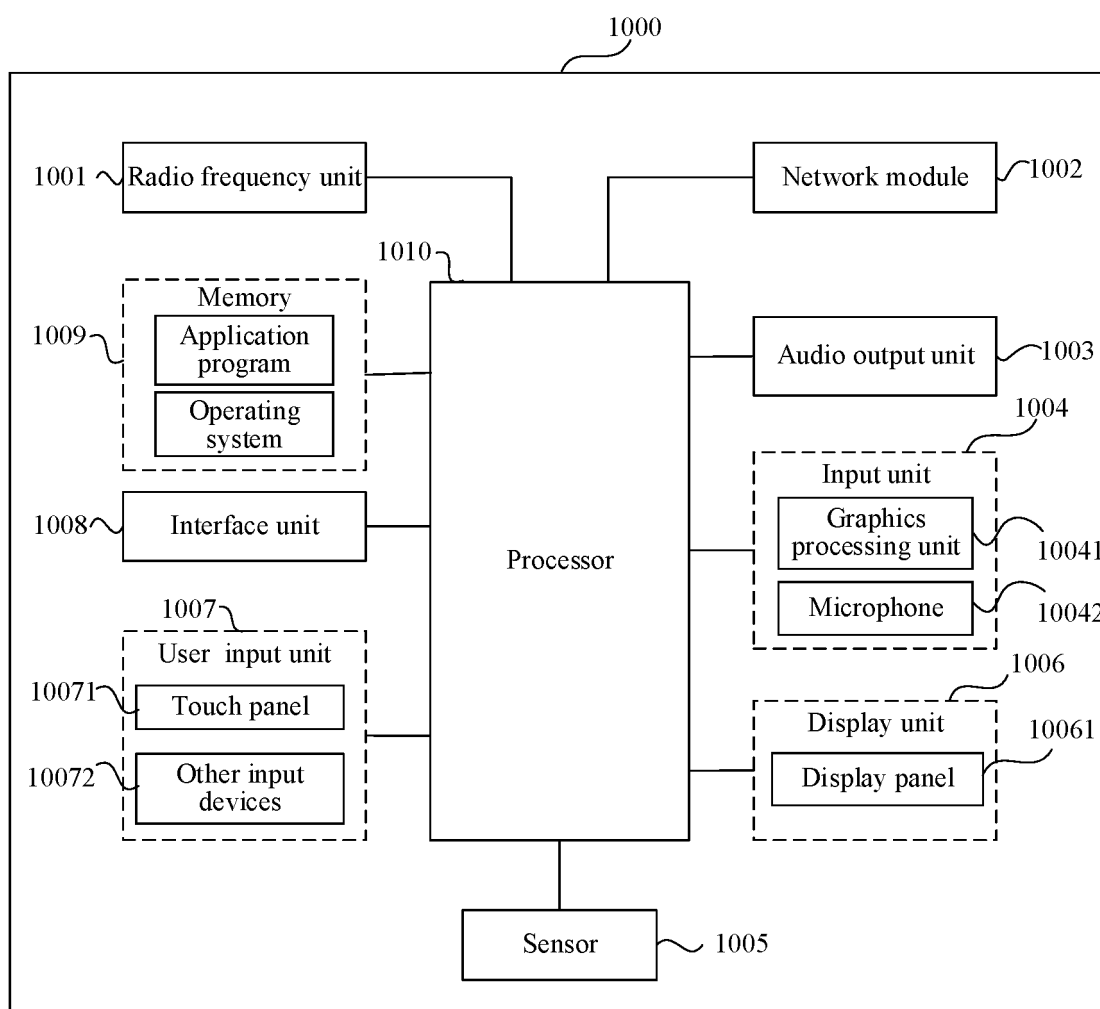 1000
1001
Radio frequency unit
Network module
1002
1010
Memory
1009
Application
program
Operating
system
Audio output unit
1003
1004
Input unit
Graphics
processing unit
10041
Microphone
10042
1008
Interface unit
Processor
1007
User input unit
10071
Touch panel
10072
Other input
devices
1006
Display unit
10061
Display panel
Sensor
1005